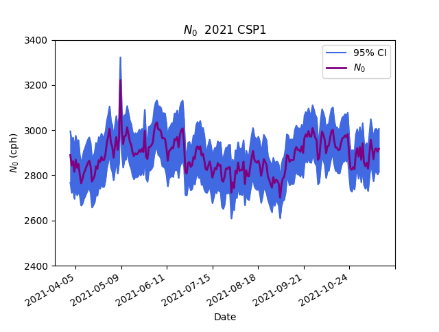 N₀ 2021 CSP1
3400
3200
3000
2800
2600
2400
N₀ (cph)
95% CI
N₀
2021-04-05
2021-05-09
2021-06-11
2021-07-15
2021-08-18
2021-09-21
2021-10-24
Date